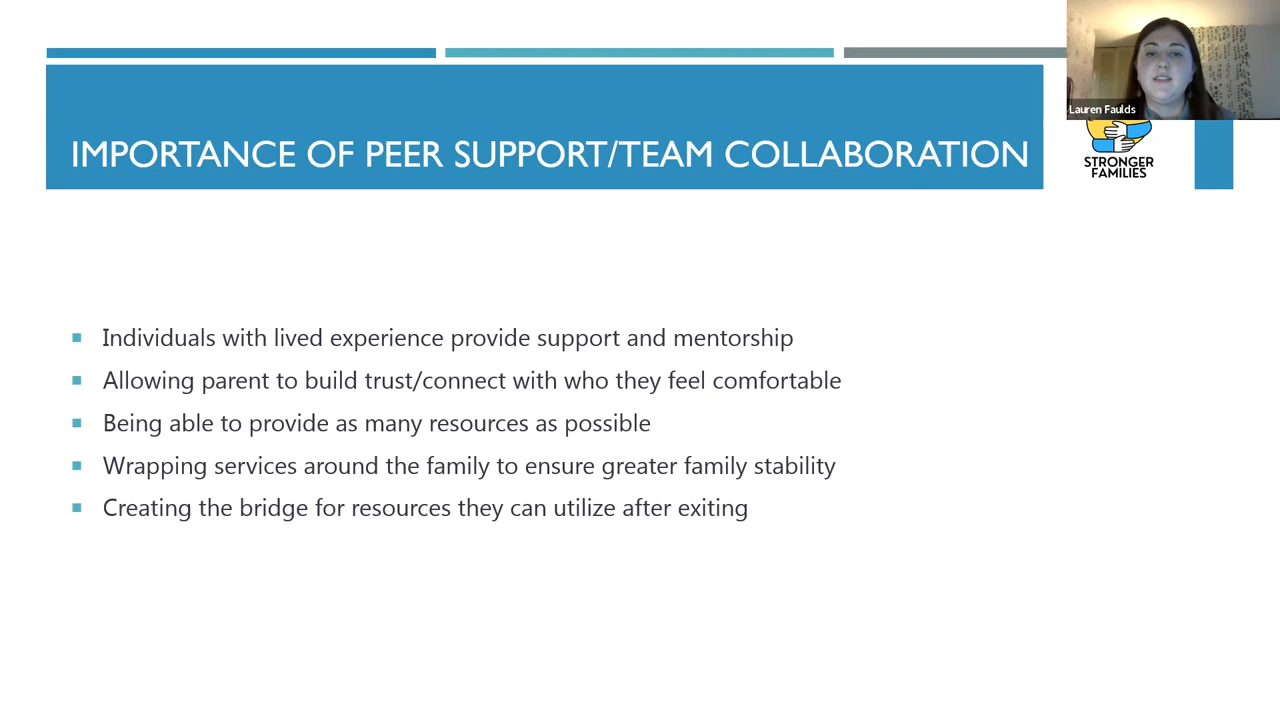 Lauren Faulds
IMPORTANCE OF PEER SUPPORT/TEAM COLLABORATION
STRONGER
FAMILIES
Individuals with lived experience provide support and mentorship
Allowing parent to build trust/connect with who they feel comfortable
Being able to provide as many resources as possible
Wrapping services around the family to ensure greater family stability
Creating the bridge for resources they can utilize after exiting